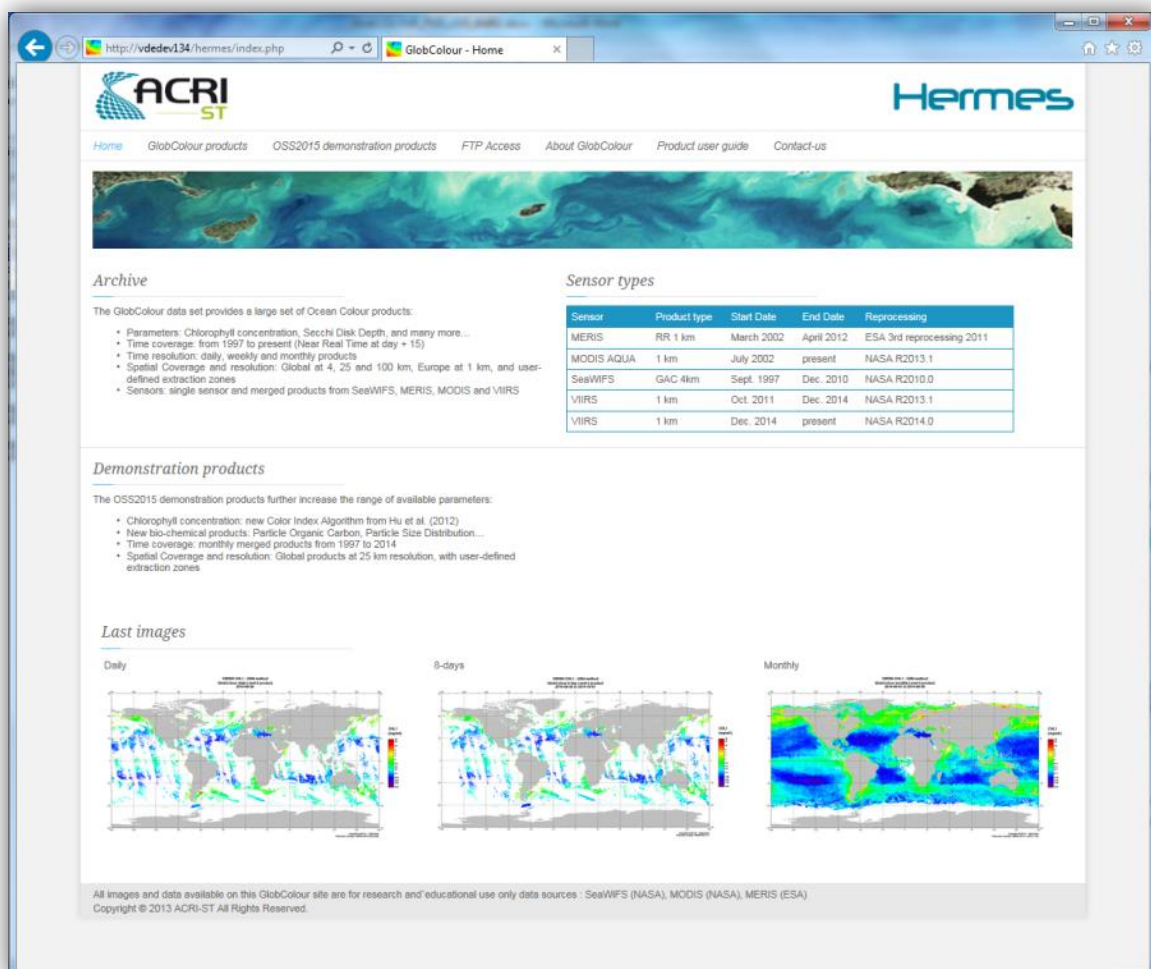 http://vdedev134/hermes/index.php
GlobColour - Home
ACRI
ST
Hermes
Home GlobColour products OSS2015 demonstration products FTP Access About GlobColour Product user guide Contact-us
Archive
The GlobColour data set provides a large set of Ocean Colour products:
• Parameters: Chlorophyll concentration, Secchi Disk Depth, and many more...
• Time coverage: from 1997 to present (Near Real Time at day + 15)
• Time resolution: daily, weekly and monthly products
• Spatial Coverage and resolution: Global at 4, 25 and 100 km, Europe at 1 km, and user-
defined extraction zones
• Sensors: single sensor and merged products from SeaWIFS, MERIS, MODIS and VIIRS
Sensor types
Sensor Product type Start Date End Date Reprocessing
MERIS RR 1 km March 2002 April 2012 ESA 3rd reprocessing 2011
MODIS AQUA 1 km July 2002 present NASA R2013.1
SeaWIFS GAC 4km Sept. 1997 Dec. 2010 NASA R2010.0
VIIRS 1 km Oct. 2011 Dec. 2014 NASA R2013.1
VIIRS 1 km Dec. 2014 present NASA R2014.0
Demonstration products
The OSS2015 demonstration products further increase the range of available parameters:
• Chlorophyll concentration: new Color Index Algorithm from Hu et al. (2012)
• New bio-chemical products: Particle Organic Carbon, Particle Size Distribution...
• Time coverage: monthly merged products from 1997 to 2014
• Spatial Coverage and resolution: Global products at 25 km resolution, with user-defined
extraction zones
Last images
Daily 8-days Monthly
All images and data available on this GlobColour site are for research and educational use only data sources : SeaWIFS (NASA), MODIS (NASA), MERIS (ESA)
Copyright © 2013 ACRI-ST All Rights Reserved.